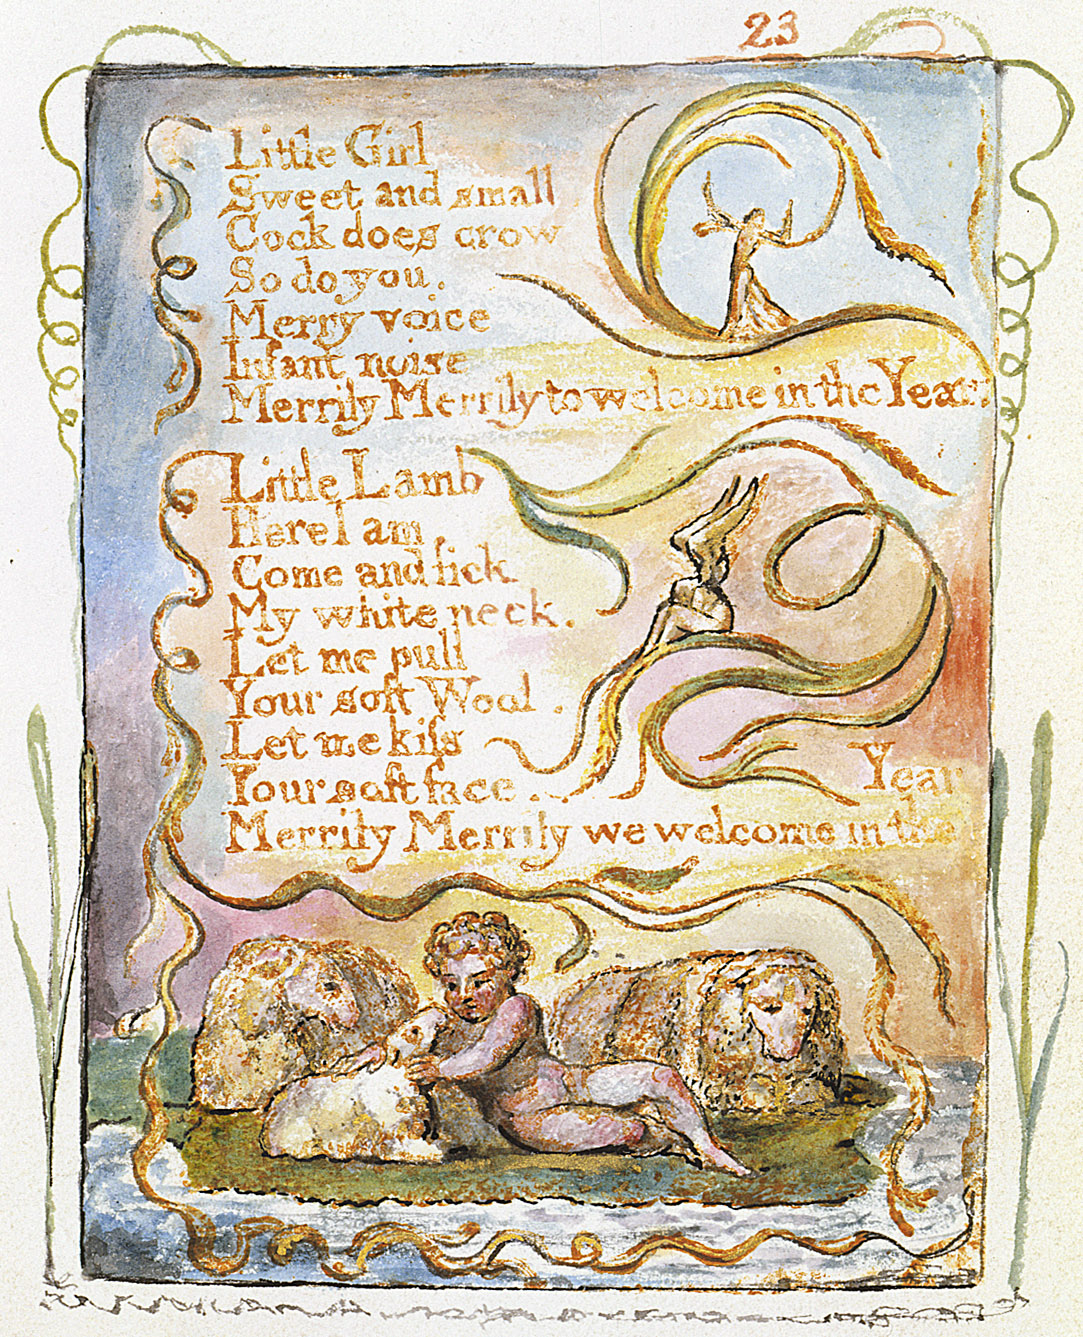 23
Little Girl
Sweet and small
Cock does crow
So do you.
Merry voice
Infant noise
Merrily Merrily to welcome in the Year.
Little Lamb
Here I am,
Come and lick
My white neck.
Let me pull
Your soft Wool.
Let me kiſs
Your soft face...
Merrily Merrily we welcome in the
Year